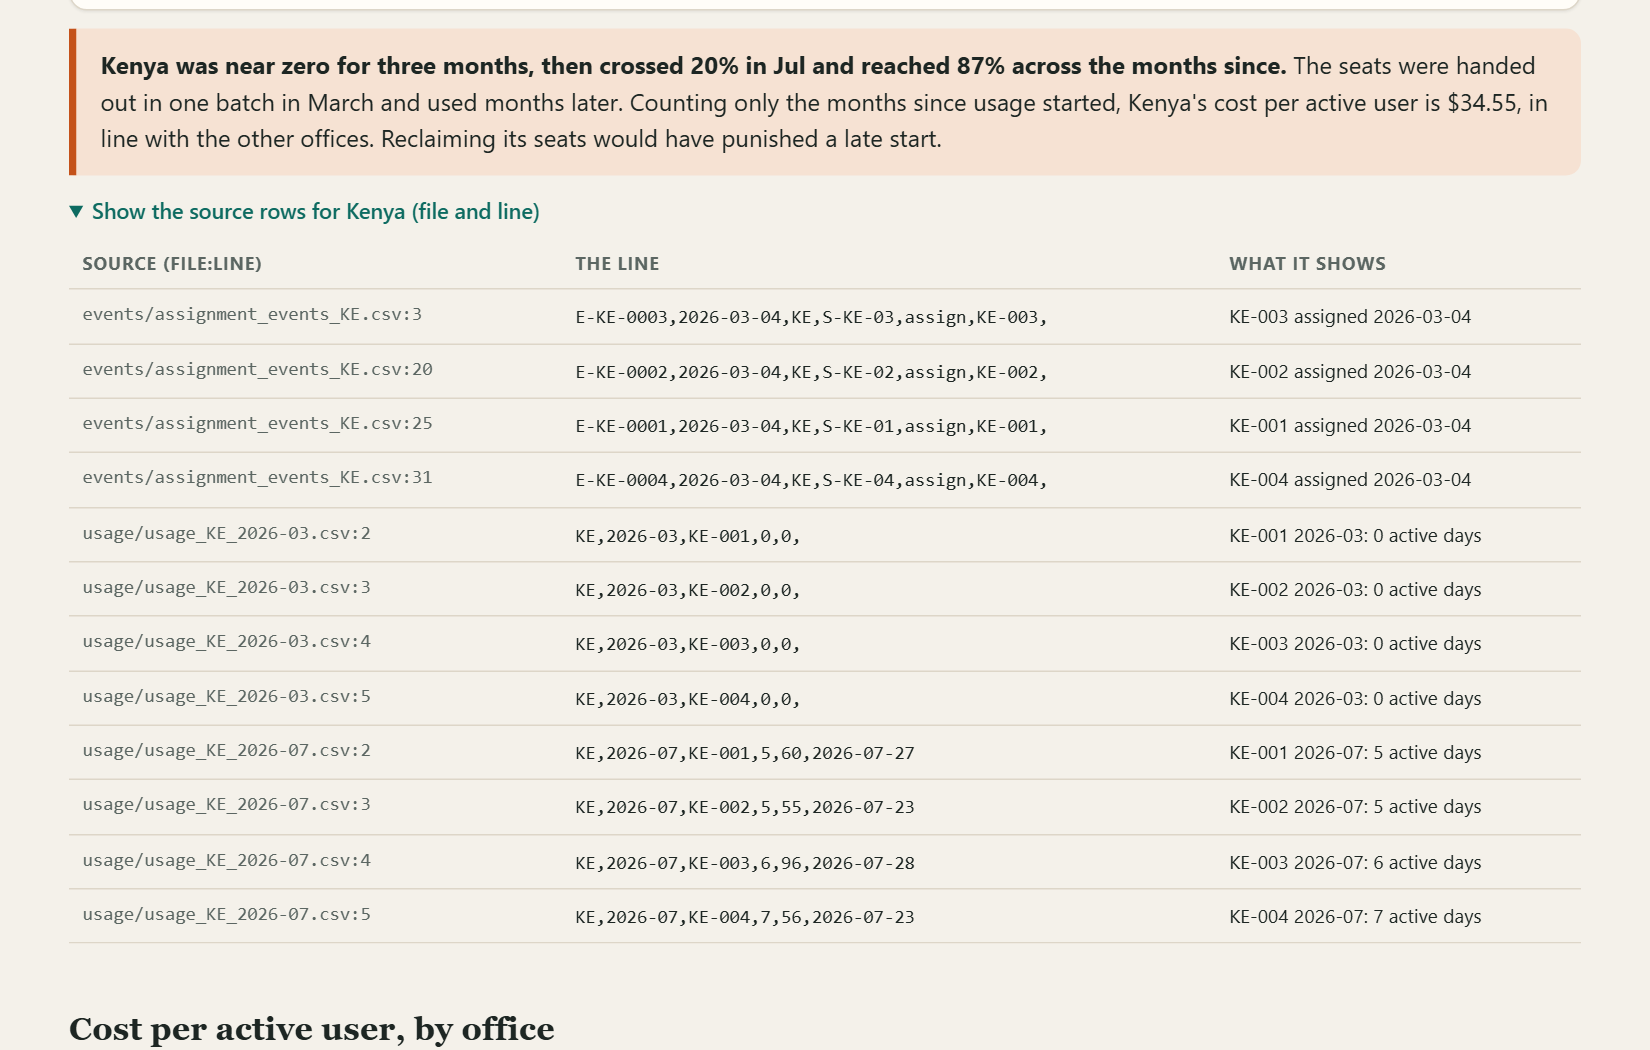 Kenya was near zero for three months, then crossed 20% in Jul and reached 87% across the months since. The seats were handed
out in one batch in March and used months later. Counting only the months since usage started, Kenya's cost per active user is $34.55, in
line with the other offices. Reclaiming its seats would have punished a late start.
▼ Show the source rows for Kenya (file and line)
SOURCE (FILE:LINE) THE LINE WHAT IT SHOWS
events/assignment_events_KE.csv:3 E-KE-0003,2026-03-04,KE,S-KE-03,assign,KE-003, KE-003 assigned 2026-03-04
events/assignment_events_KE.csv:20 E-KE-0002,2026-03-04,KE,S-KE-02,assign,KE-002, KE-002 assigned 2026-03-04
events/assignment_events_KE.csv:25 E-KE-0001,2026-03-04,KE,S-KE-01,assign,KE-001, KE-001 assigned 2026-03-04
events/assignment_events_KE.csv:31 E-KE-0004,2026-03-04,KE,S-KE-04,assign,KE-004, KE-004 assigned 2026-03-04
usage/usage_KE_2026-03.csv:2 KE,2026-03,KE-001,0,0, KE-001 2026-03: 0 active days
usage/usage_KE_2026-03.csv:3 KE,2026-03,KE-002,0,0, KE-002 2026-03: 0 active days
usage/usage_KE_2026-03.csv:4 KE,2026-03,KE-003,0,0, KE-003 2026-03: 0 active days
usage/usage_KE_2026-03.csv:5 KE,2026-03,KE-004,0,0, KE-004 2026-03: 0 active days
usage/usage_KE_2026-07.csv:2 KE,2026-07,KE-001,5,60,2026-07-27 KE-001 2026-07: 5 active days
usage/usage_KE_2026-07.csv:3 KE,2026-07,KE-002,5,55,2026-07-23 KE-002 2026-07: 5 active days
usage/usage_KE_2026-07.csv:4 KE,2026-07,KE-003,6,96,2026-07-28 KE-003 2026-07: 6 active days
usage/usage_KE_2026-07.csv:5 KE,2026-07,KE-004,7,56,2026-07-23 KE-004 2026-07: 7 active days
Cost per active user, by office